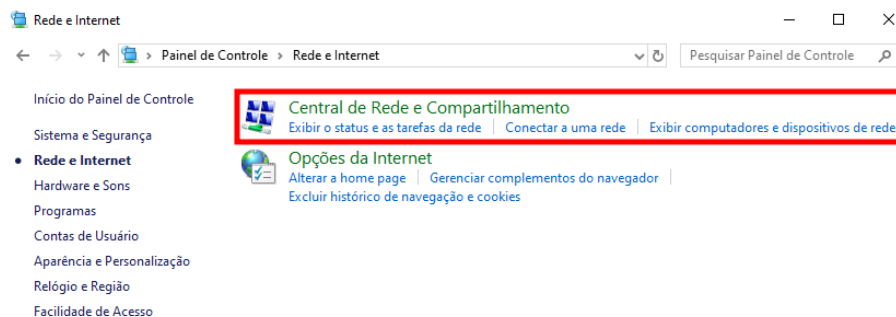 Rede e Internet
Painel de Controle › Rede e Internet
Pesquisar Painel de Controle
Início do Painel de Controle
Sistema e Segurança
Rede e Internet
Hardware e Sons
Programas
Contas de Usuário
Aparência e Personalização
Relógio e Região
Facilidade de Acesso
Central de Rede e Compartilhamento
Exibir o status e as tarefas da rede | Conectar a uma rede | Exibir computadores e dispositivos de rede
Opções da Internet
Alterar a home page | Gerenciar complementos do navegador |
Excluir histórico de navegação e cookies